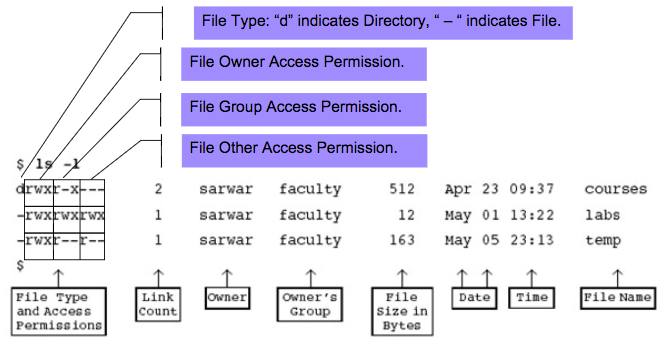 File Type: “d” indicates Directory, “ – “ indicates File.
File Owner Access Permission.
File Group Access Permission.
File Other Access Permission.
$ ls -l
drwxr-x--- 2 sarwar faculty 512 Apr 23 09:37 courses
-rwxrwxrwx 1 sarwar faculty 12 May 01 13:22 labs
-rwxr--r-- 1 sarwar faculty 163 May 05 23:13 temp
$
File Type
and Access
Permissions
Link
Count
Owner
Owner's
Group
File
Size in
Bytes
Date
Time
File Name